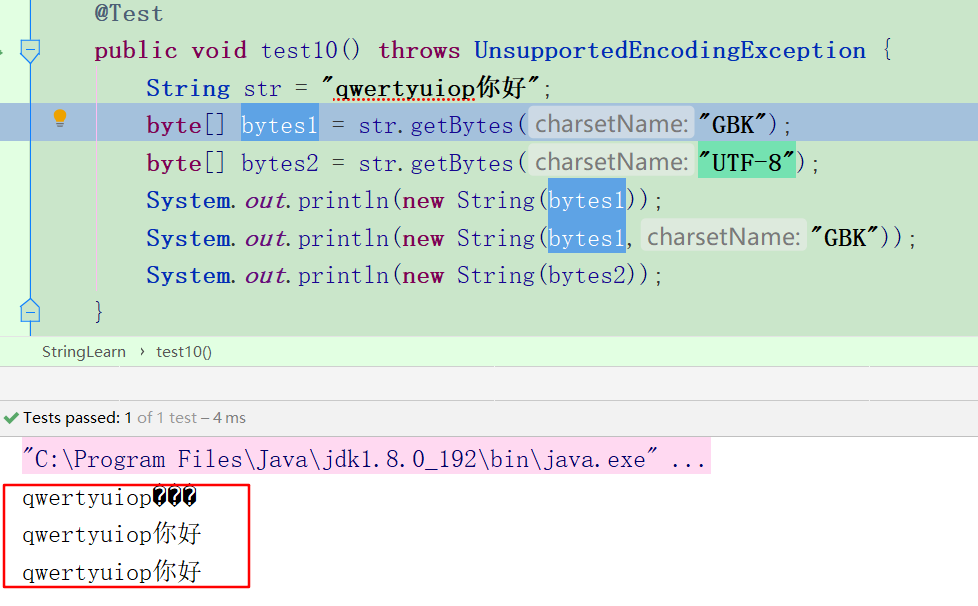 @Test
public void test10() throws UnsupportedEncodingException {
String str = "qwertyuiop你好";
byte[] bytes1 = str.getBytes( charsetName: "GBK");
byte[] bytes2 = str.getBytes( charsetName: "UTF-8");
System.out.println(new String(bytes1));
System.out.println(new String(bytes1, charsetName: "GBK"));
System.out.println(new String(bytes2));
}
StringLearn › test10()
Tests passed: 1 of 1 test – 4 ms
"C:\Program Files\Java\jdk1.8.0_192\bin\java.exe" ...
qwertyuiop���
qwertyuiop你好
qwertyuiop你好